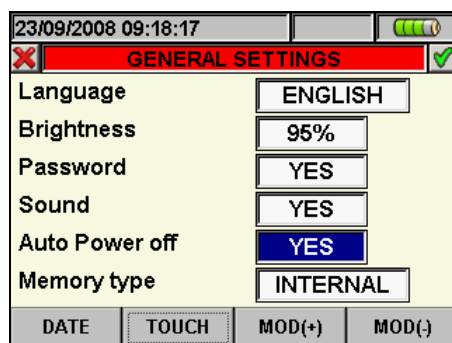 23/09/2008 09:18:17
GENERAL SETTINGS
Language ENGLISH
Brightness 95%
Password YES
Sound YES
Auto Power off YES
Memory type INTERNAL
DATE TOUCH MOD(+) MOD(-)